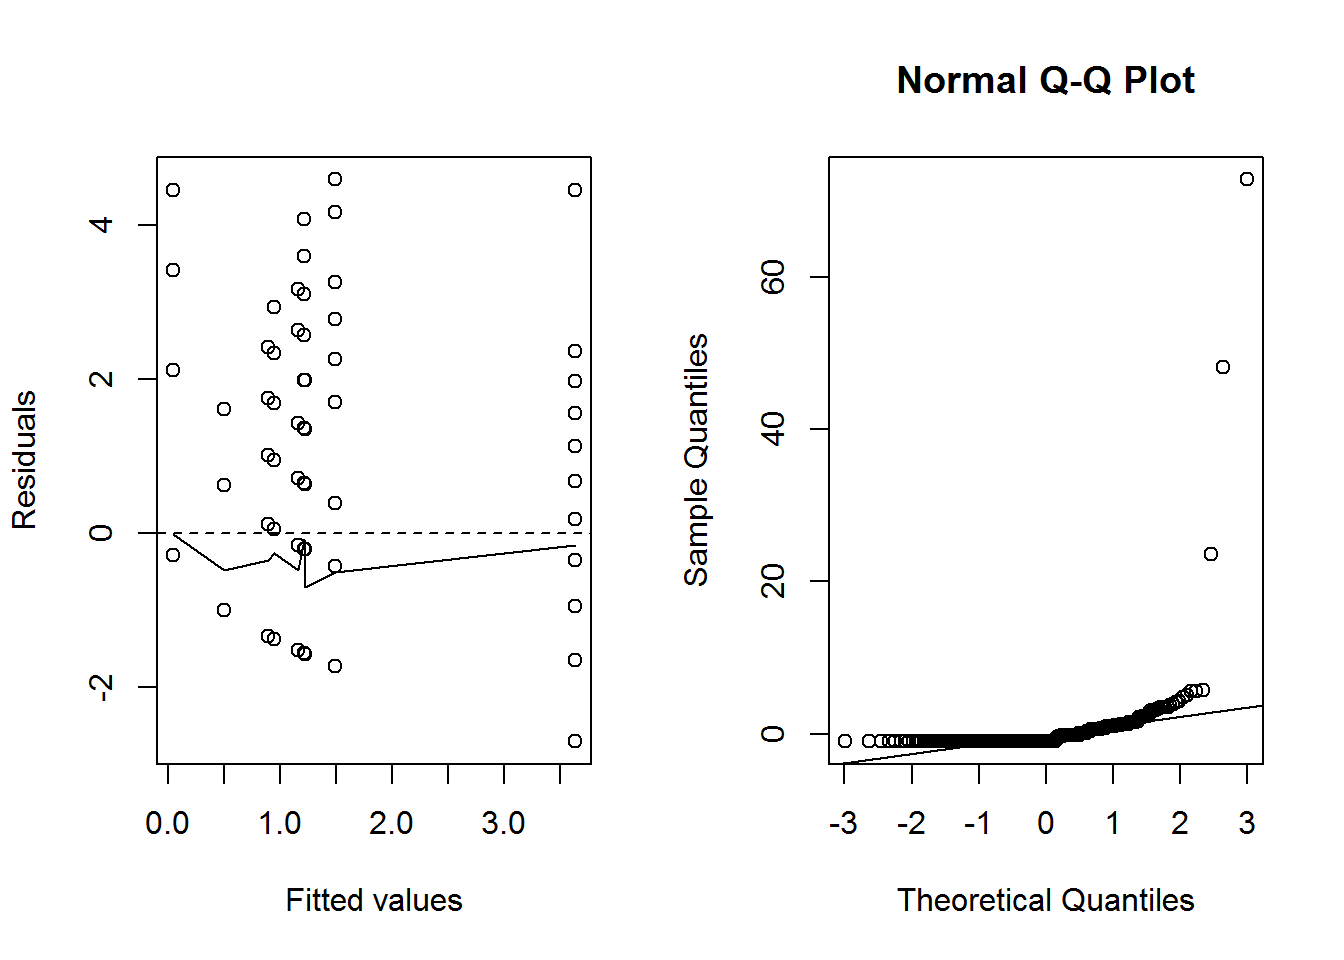 Normal Q-Q Plot
Residuals
4
2
0
-2
0.0 1.0 2.0 3.0
Fitted values
Sample Quantiles
60
40
20
0
-3 -2 -1 0 1 2 3
Theoretical Quantiles